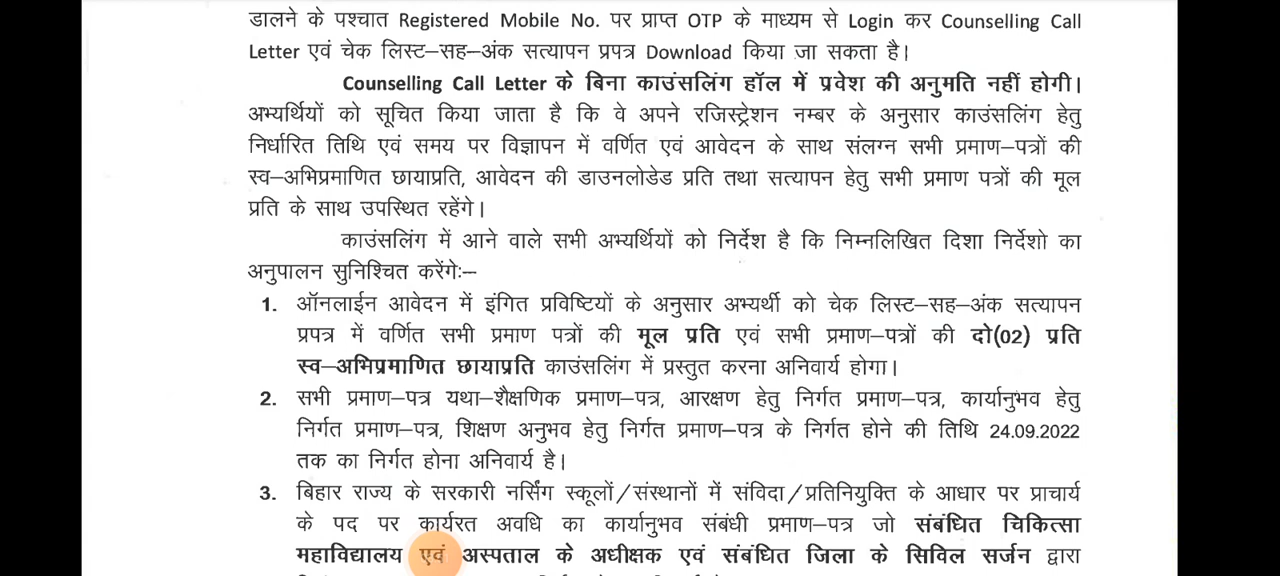 डालने के पश्चात Registered Mobile No. पर प्राप्त OTP के माध्यम से Login कर Counselling Call
Letter एवं चेक लिस्ट–सह–अंक सत्यापन प्रपत्र Download किया जा सकता है।
Counselling Call Letter के बिना काउंसलिंग हॉल में प्रवेश की अनुमति नहीं होगी।
अभ्यर्थियों को सूचित किया जाता है कि वे अपने रजिस्ट्रेशन नम्बर के अनुसार काउंसलिंग हेतु
निर्धारित तिथि एवं समय पर विज्ञापन में वर्णित एवं आवेदन के साथ संलग्न सभी प्रमाण–पत्रों की
स्व–अभिप्रमाणित छायाप्रति, आवेदन की डाउनलोडेड प्रति तथा सत्यापन हेतु सभी प्रमाण पत्रों की मूल
प्रति के साथ उपस्थित रहेंगे।
काउंसलिंग में आने वाले सभी अभ्यर्थियों को निर्देश है कि निम्नलिखित दिशा निर्देशो का
अनुपालन सुनिश्चित करेंगेः–
1. ऑनलाईन आवेदन में इंगित प्रविष्टियों के अनुसार अभ्यर्थी को चेक लिस्ट–सह–अंक सत्यापन
प्रपत्र में वर्णित सभी प्रमाण पत्रों की मूल प्रति एवं सभी प्रमाण–पत्रों की दो(02) प्रति
स्व–अभिप्रमाणित छायाप्रति काउंसलिंग में प्रस्तुत करना अनिवार्य होगा।
2. सभी प्रमाण–पत्र यथा–शैक्षणिक प्रमाण–पत्र, आरक्षण हेतु निर्गत प्रमाण–पत्र, कार्यानुभव हेतु
निर्गत प्रमाण–पत्र, शिक्षण अनुभव हेतु निर्गत प्रमाण–पत्र के निर्गत होने की तिथि 24.09.2022
तक का निर्गत होना अनिवार्य है।
3. बिहार राज्य के सरकारी नर्सिंग स्कूलों/संस्थानों में संविदा/प्रतिनियुक्ति के आधार पर प्राचार्य
के पद पर कार्यरत अवधि का कार्यानुभव संबंधी प्रमाण–पत्र जो संबंधित चिकित्सा
महाविद्यालय एवं अस्पताल के अधीक्षक एवं संबंधित जिला के सिविल सर्जन द्वारा